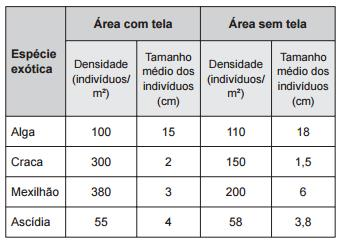 Espécie exótica
Área com tela
Área sem tela
Densidade (indivíduos/ m²)
Tamanho médio dos indivíduos (cm)
Densidade (indivíduos/ m²)
Tamanho médio dos indivíduos (cm)
Alga 100 15 110 18
Craca 300 2 150 1,5
Mexilhão 380 3 200 6
Ascídia 55 4 58 3,8